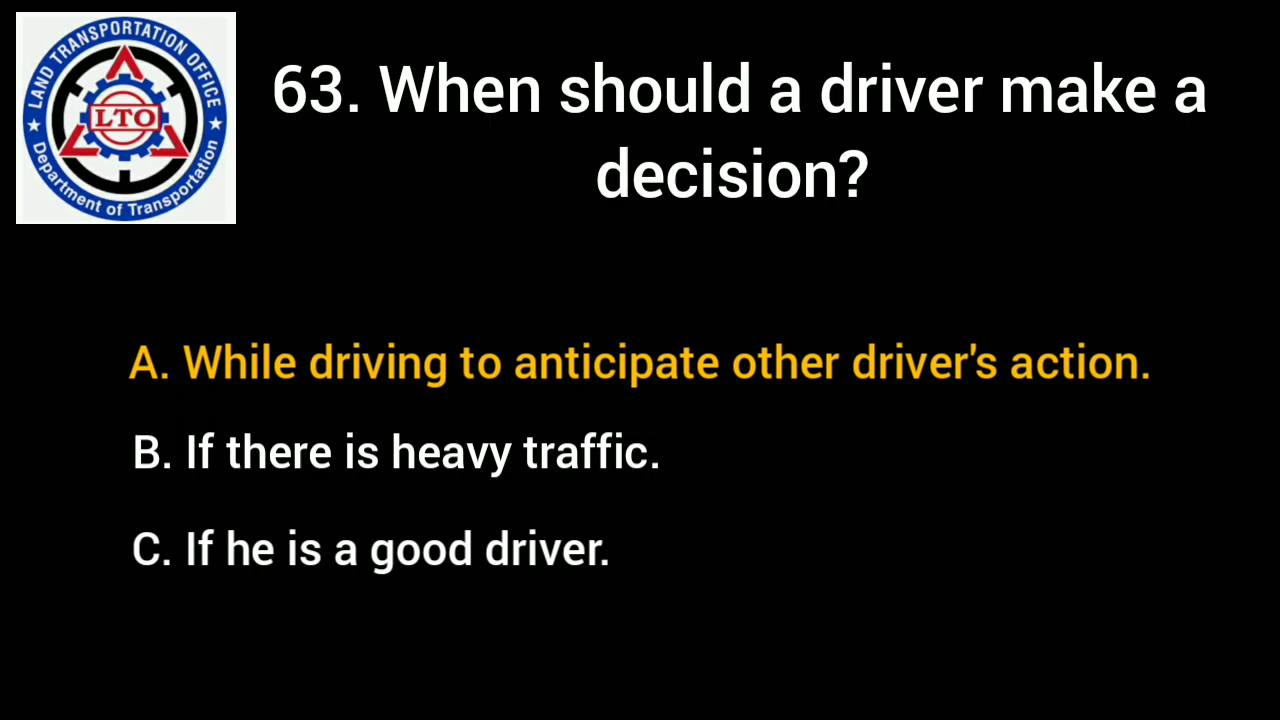 LAND TRANSPORTATION OFFICE
LTO
Department of Transportation
63. When should a driver make a
decision?
A. While driving to anticipate other driver's action.
B. If there is heavy traffic.
C. If he is a good driver.